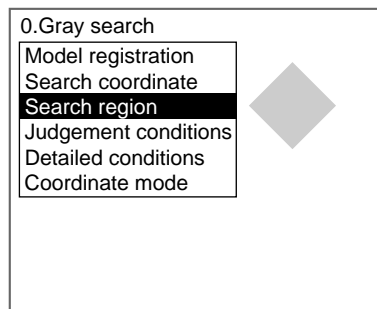 0.Gray search
Model registration
Search coordinate
Search region
Judgement conditions
Detailed conditions
Coordinate mode